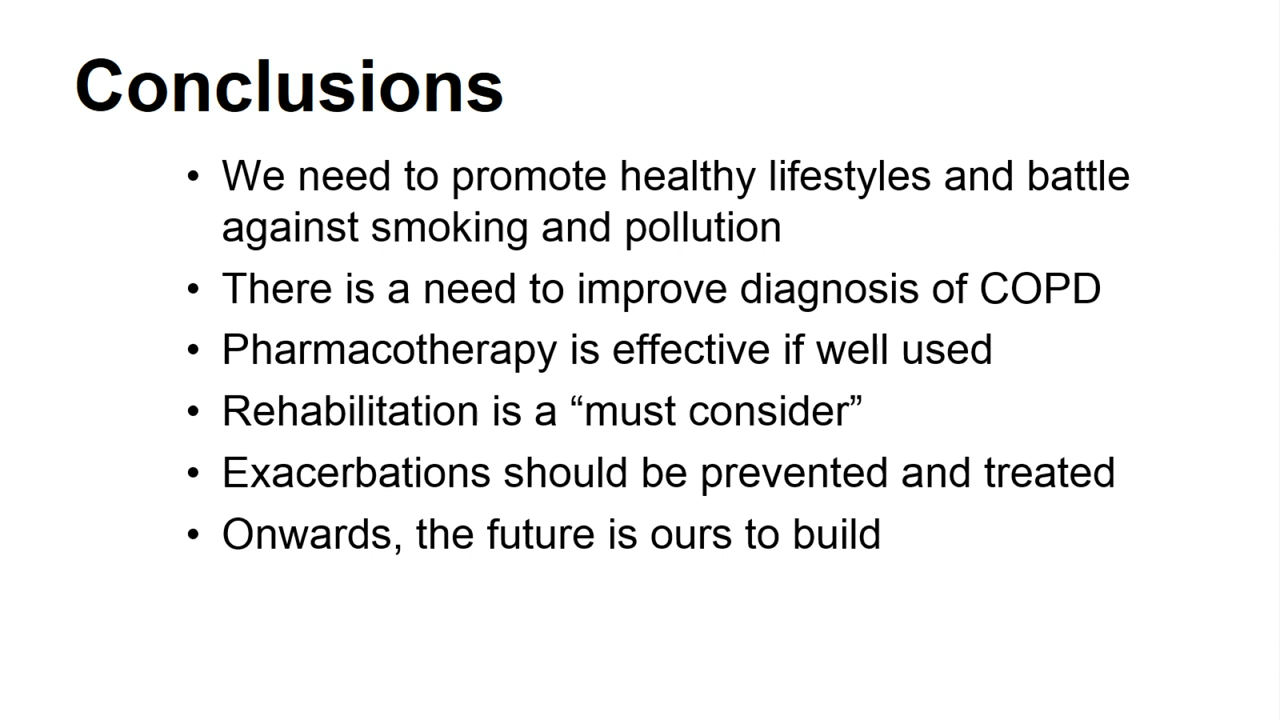 Conclusions
• We need to promote healthy lifestyles and battle
against smoking and pollution
• There is a need to improve diagnosis of COPD
• Pharmacotherapy is effective if well used
• Rehabilitation is a “must consider”
• Exacerbations should be prevented and treated
• Onwards, the future is ours to build